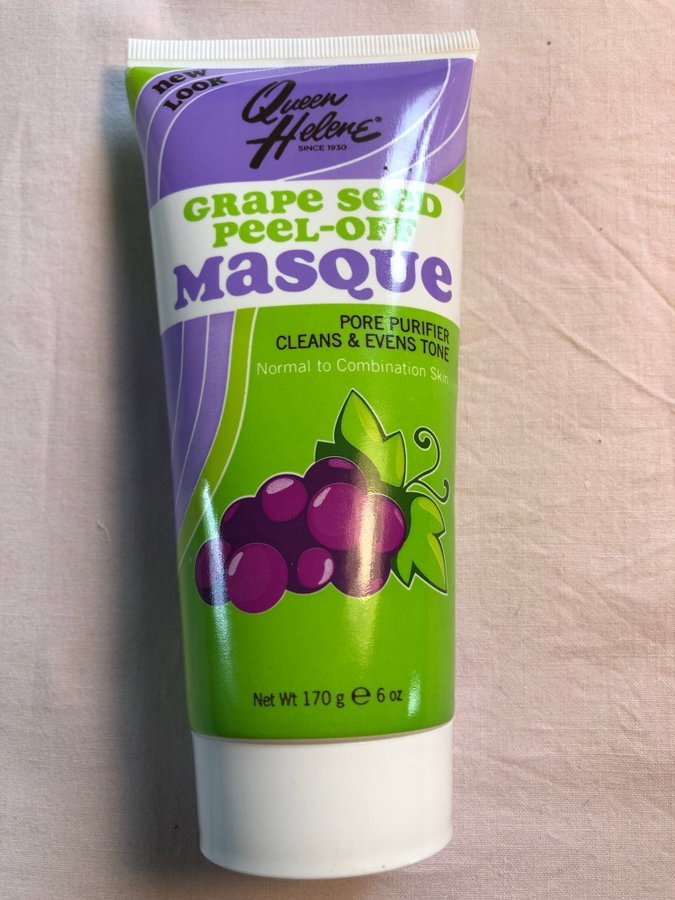 new
LOOK
Queen
Helene®
SINCE 1930
GRAPE SEED
PEEL-OFF
MASQUE
PORE PURIFIER
CLEANS & EVENS TONE
Normal to Combination Skin
Net Wt 170 g ℮ 6 oz